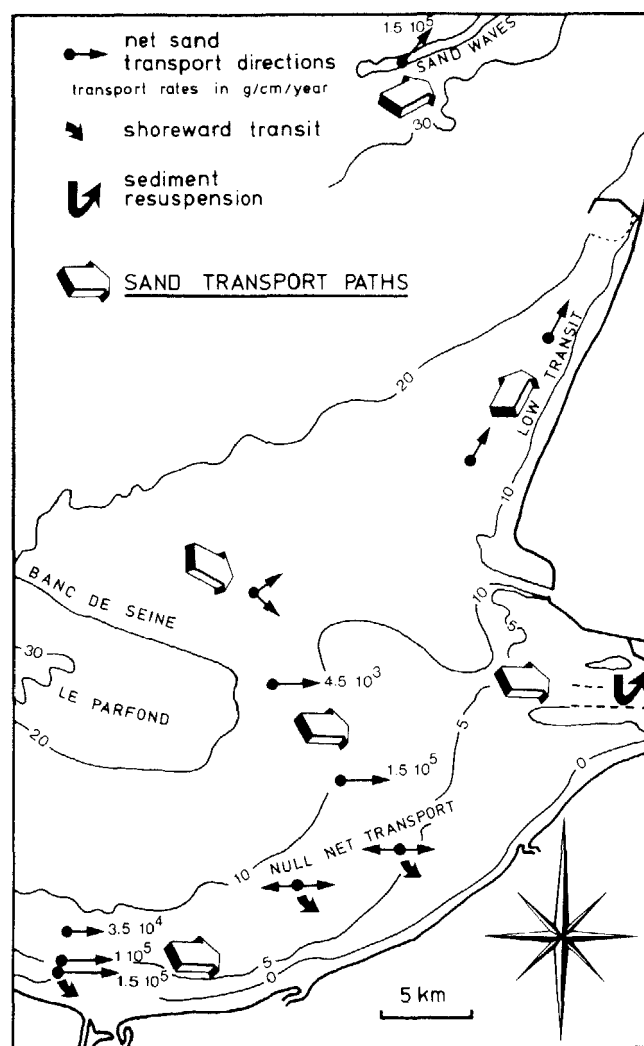 net sand
transport directions
transport rates in g/cm/year
shoreward transit
sediment
resuspension
SAND TRANSPORT PATHS
1.5 10⁵
SAND WAVES
30
20
LOW TRANSIT
10
BANC DE SEINE
10
5
30
LE PARFOND
20
4.5 10³
5
1.5 10⁵
0
NULL NET TRANSPORT
10
3.5 10⁴
1 10⁵
1.5 10⁵
5
0
5 km